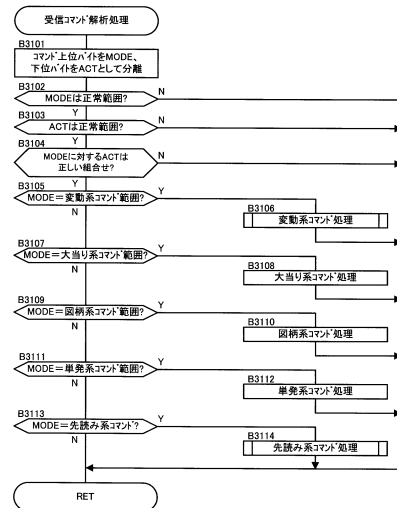 受信コマンド解析処理
B3101
コマンド上位バイトをMODE、
下位バイトをACTとして分離
B3102
MODEは正常範囲?
N
Y
B3103
ACTは正常範囲?
N
Y
B3104
MODEに対するACTは
正しい組合せ?
N
Y
B3105
MODE=変動系コマンド範囲?
Y
N
B3106
変動系コマンド処理
B3107
MODE=大当り系コマンド範囲?
Y
N
B3108
大当り系コマンド処理
B3109
MODE=図柄系コマンド範囲?
Y
N
B3110
図柄系コマンド処理
B3111
MODE=単発系コマンド範囲?
Y
N
B3112
単発系コマンド処理
B3113
MODE=先読み系コマンド?
Y
N
B3114
先読み系コマンド処理
RET